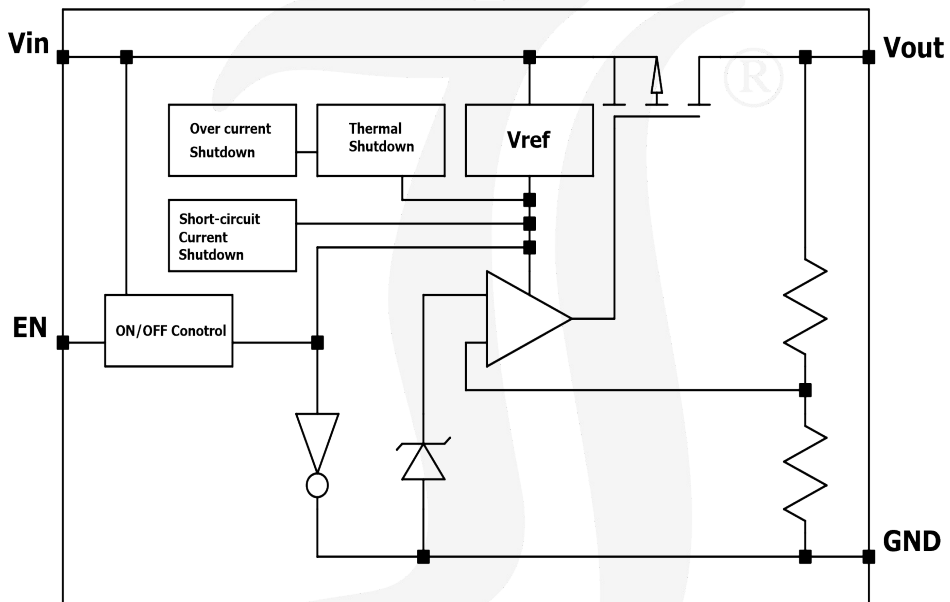 Vin
Vout
®
Over current
Shutdown
Thermal
Shutdown
Vref
Short-circuit
Current
Shutdown
EN
ON/OFF Conotrol
GND